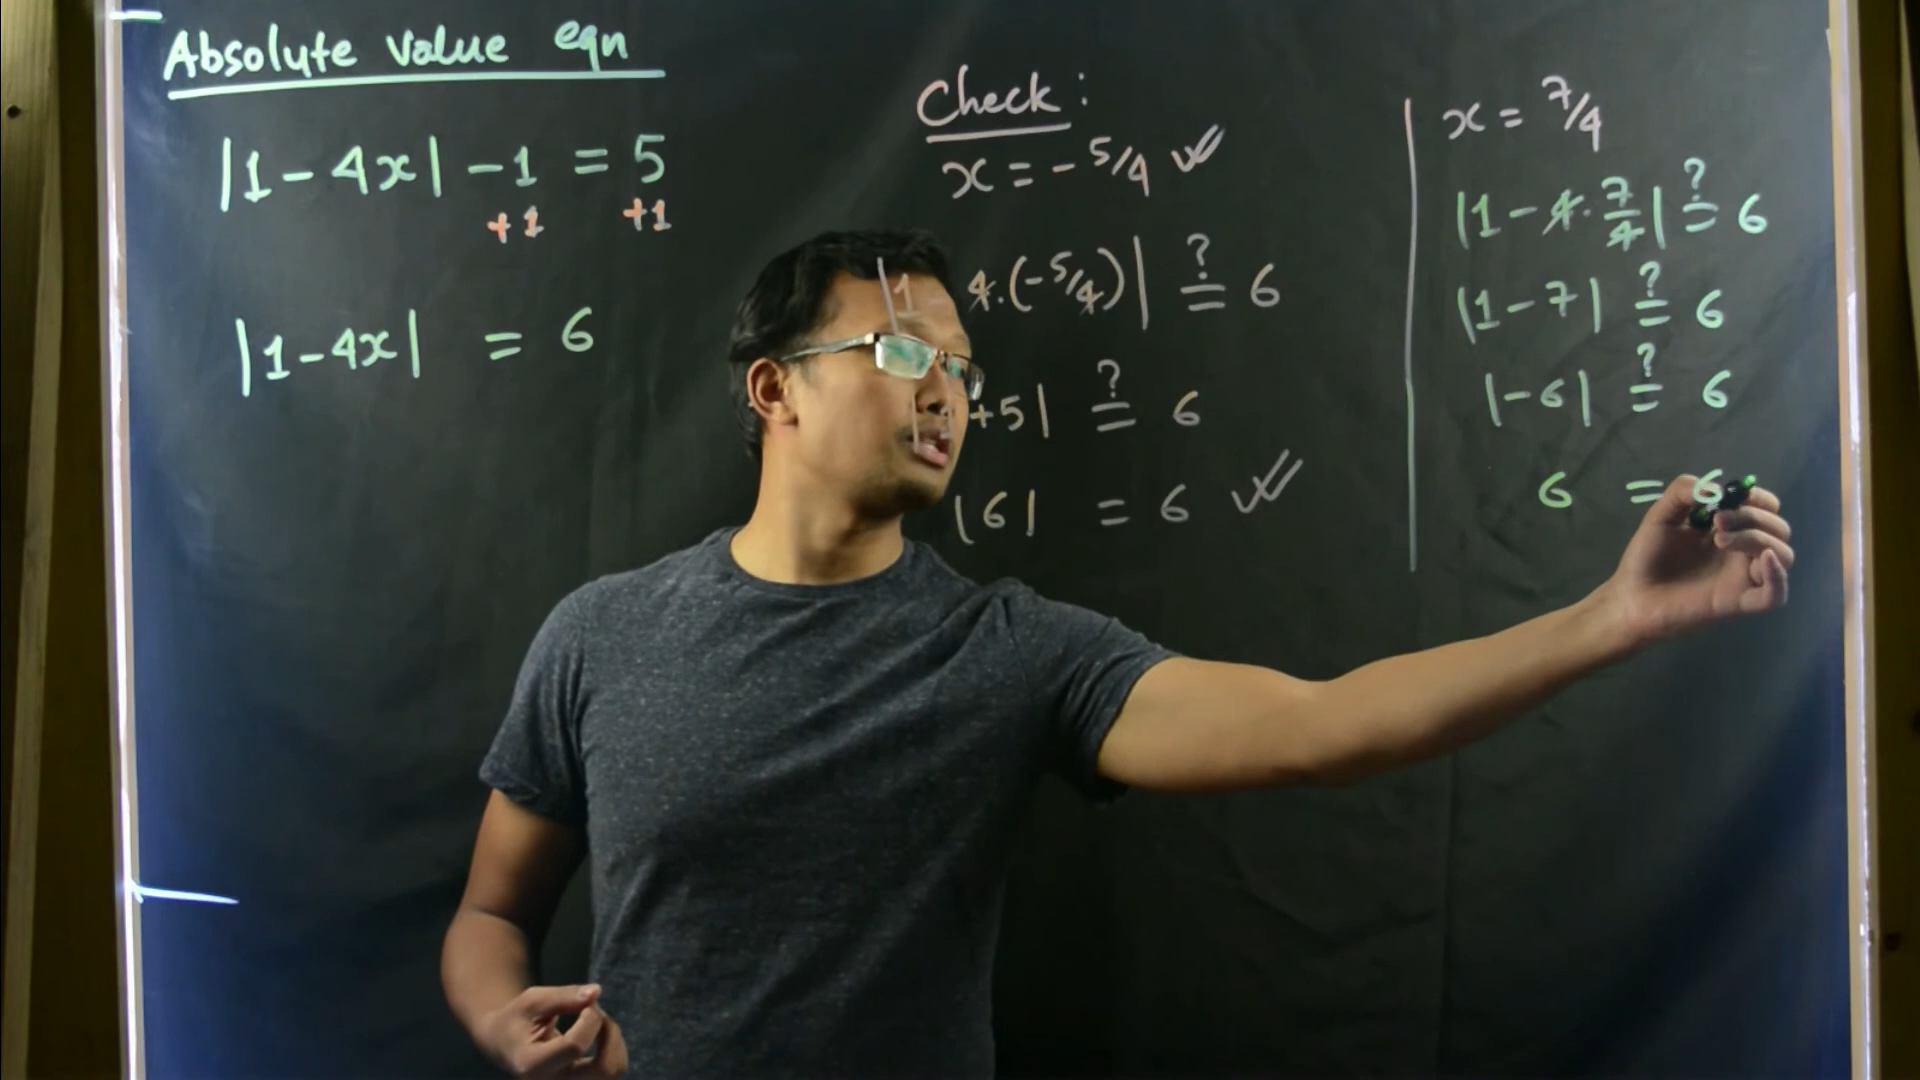 Absolute value eqn
|1 - 4x| - 1 = 5
+1 +1
|1 - 4x| = 6
Check:
x = - 5/4 ✓
|1 4·(-5/4)| ≟ 6
| +5| ≟ 6
|6| = 6 ✓
x = 7/4
|1 - 4·7/4| ≟ 6
|1 - 7| ≟ 6
|-6| ≟ 6
6 = 6